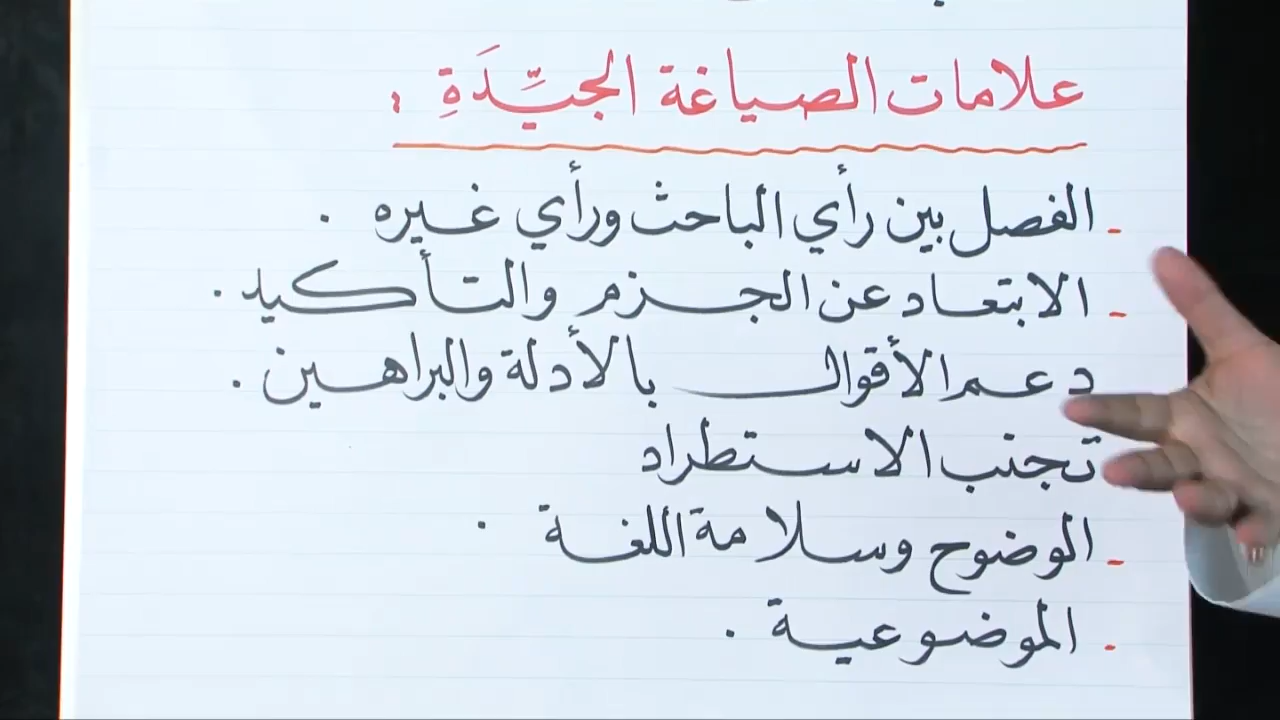 علامات الصياغة الجيِّدَةِ :
- الفصل بين رأي الباحث ورأي غيره .
- الابتعاد عن الجزم والتأكيد .
دعم الأقوال بالأدلة والبراهين .
تجنب الاستطراد
- الوضوح وسلامة اللغة .
- الموضوعية .